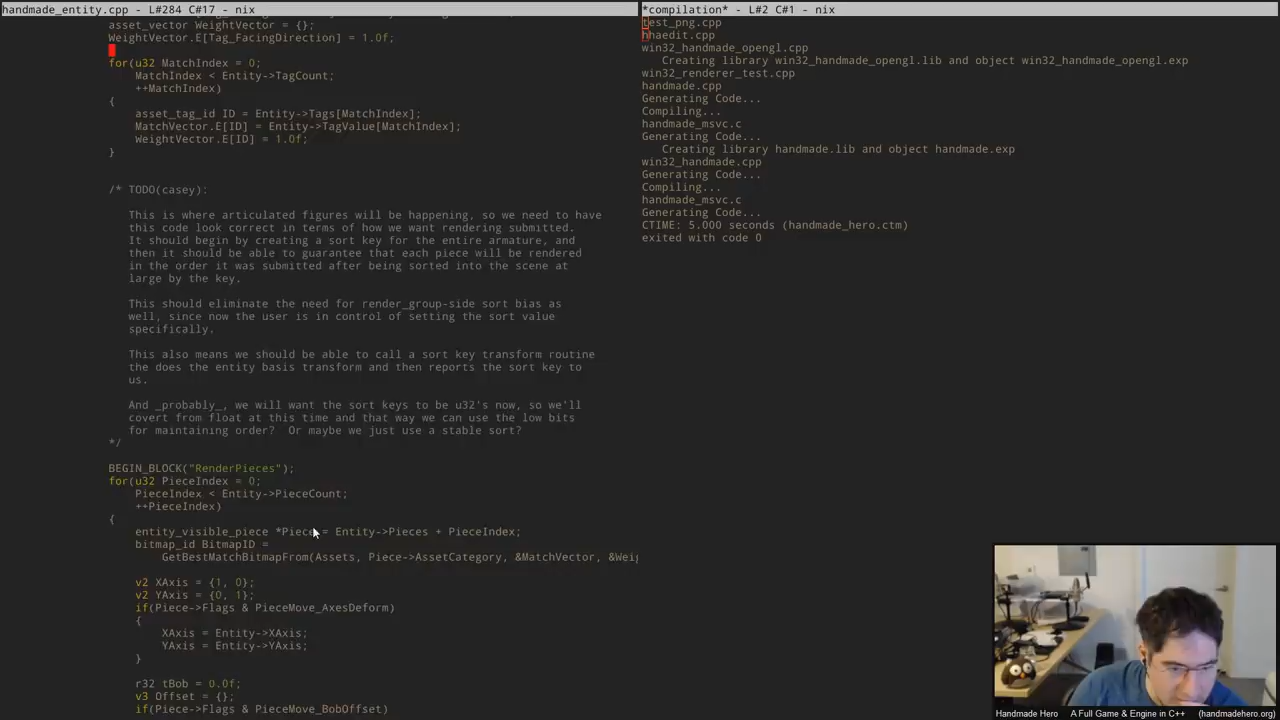 handmade_entity.cpp - L#284 C#17 - nix
asset_vector WeightVector = {};
WeightVector.E[Tag_FacingDirection] = 1.0f;
for(u32 MatchIndex = 0;
MatchIndex < Entity->TagCount;
++MatchIndex)
{
asset_tag_id ID = Entity->Tags[MatchIndex];
MatchVector.E[ID] = Entity->TagValue[MatchIndex];
WeightVector.E[ID] = 1.0f;
}
/* TODO(casey):
This is where articulated figures will be happening, so we need to have
this code look correct in terms of how we want rendering submitted.
It should begin by creating a sort key for the entire armature, and
then it should be able to guarantee that each piece will be rendered
in the order it was submitted after being sorted into the scene at
large by the key.
This should eliminate the need for render_group-side sort bias as
well, since now the user is in control of setting the sort value
specifically.
This also means we should be able to call a sort key transform routine
the does the entity basis transform and then reports the sort key to
us.
And _probably_, we will want the sort keys to be u32's now, so we'll
covert from float at this time and that way we can use the low bits
for maintaining order?  Or maybe we just use a stable sort?
*/
BEGIN_BLOCK("RenderPieces");
for(u32 PieceIndex = 0;
PieceIndex < Entity->PieceCount;
++PieceIndex)
{
entity_visible_piece *Piece = Entity->Pieces + PieceIndex;
bitmap_id BitmapID =
GetBestMatchBitmapFrom(Assets, Piece->AssetCategory, &MatchVector, &Weig
v2 XAxis = {1, 0};
v2 YAxis = {0, 1};
if(Piece->Flags & PieceMove_AxesDeform)
{
XAxis = Entity->XAxis;
YAxis = Entity->YAxis;
}
r32 tBob = 0.0f;
v3 Offset = {};
if(Piece->Flags & PieceMove_BobOffset)
*compilation* - L#2 C#1 - nix
test_png.cpp
hhaedit.cpp
win32_handmade_opengl.cpp
Creating library win32_handmade_opengl.lib and object win32_handmade_opengl.exp
win32_renderer_test.cpp
handmade.cpp
Generating Code...
Compiling...
handmade_msvc.c
Generating Code...
Creating library handmade.lib and object handmade.exp
win32_handmade.cpp
Generating Code...
Compiling...
handmade_msvc.c
Generating Code...
CTIME: 5.000 seconds (handmade_hero.ctm)
exited with code 0
Handmade Hero A Full Game & Engine in C++ (handmadehero.org)